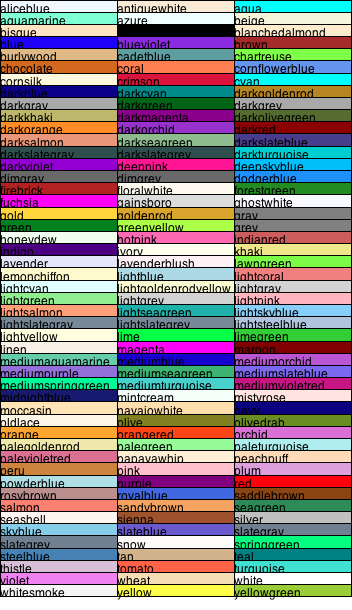 aliceblue antiquewhite aqua
aquamarine azure beige
bisque blanchedalmond
blue blueviolet brown
burlywood cadetblue chartreuse
chocolate coral cornflowerblue
cornsilk crimson cyan
darkblue darkcyan darkgoldenrod
darkgray darkgreen darkgrey
darkkhaki darkmagenta darkolivegreen
darkorange darkorchid darkred
darksalmon darkseagreen darkslateblue
darkslategray darkslategrey darkturquoise
darkviolet deeppink deepskyblue
dimgray dimgrey dodgerblue
firebrick floralwhite forestgreen
fuchsia gainsboro ghostwhite
gold goldenrod gray
green greenyellow grey
honeydew hotpink indianred
indigo ivory khaki
lavender lavenderblush lawngreen
lemonchiffon lightblue lightcoral
lightcyan lightgoldenrodyellow lightgray
lightgreen lightgrey lightpink
lightsalmon lightseagreen lightskyblue
lightslategray lightslategrey lightsteelblue
lightyellow lime limegreen
linen magenta maroon
mediumaquamarine mediumblue mediumorchid
mediumpurple mediumseagreen mediumslateblue
mediumspringgreen mediumturquoise mediumvioletred
midnightblue mintcream mistyrose
moccasin navajowhite navy
oldlace olive olivedrab
orange orangered orchid
palegoldenrod palegreen paleturquoise
palevioletred papayawhip peachpuff
peru pink plum
powderblue purple red
rosybrown royalblue saddlebrown
salmon sandybrown seagreen
seashell sienna silver
skyblue slateblue slategray
slategrey snow springgreen
steelblue tan teal
thistle tomato turquoise
violet wheat white
whitesmoke yellow yellowgreen